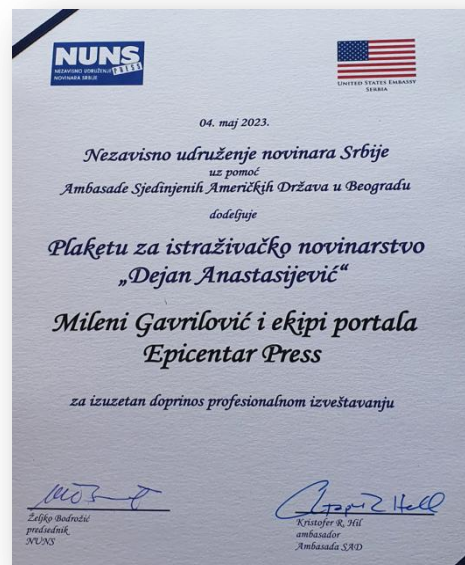 NUNS
PRESS
NEZAVISNO UDRUŽENJE
NOVINARA SRBIJE
UNITED STATES EMBASSY
SERBIA
04. maj 2023.
Nezavisno udruženje novinara Srbije
uz pomoć
Ambasade Sjedinjenih Američkih Država u Beogradu
dodeljuje
Plaketu za istraživačko novinarstvo
„Dejan Anastasijević“
Mileni Gavrilović i ekipi portala
Epicentar Press
za izuzetan doprinos profesionalnom izveštavanju
Željko Bodrožić
predsednik
NUNS
Kristofer R. Hil
ambasador
Ambasada SAD